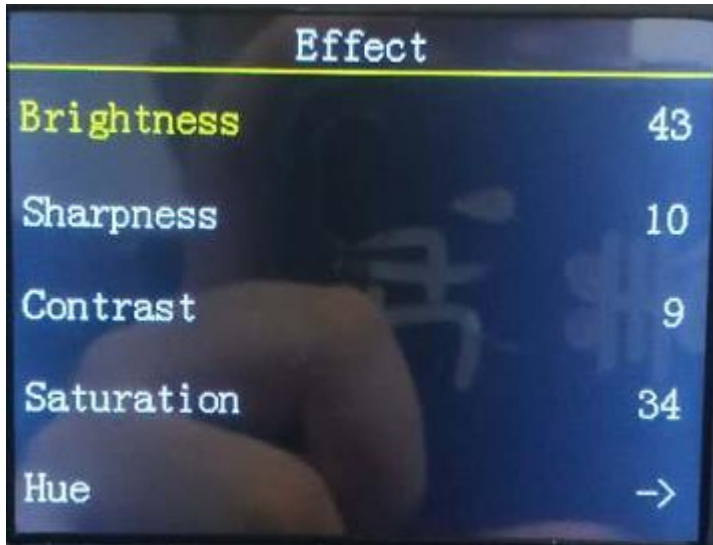 Effect
Brightness 43
Sharpness 10
Contrast 9
Saturation 34
Hue ->